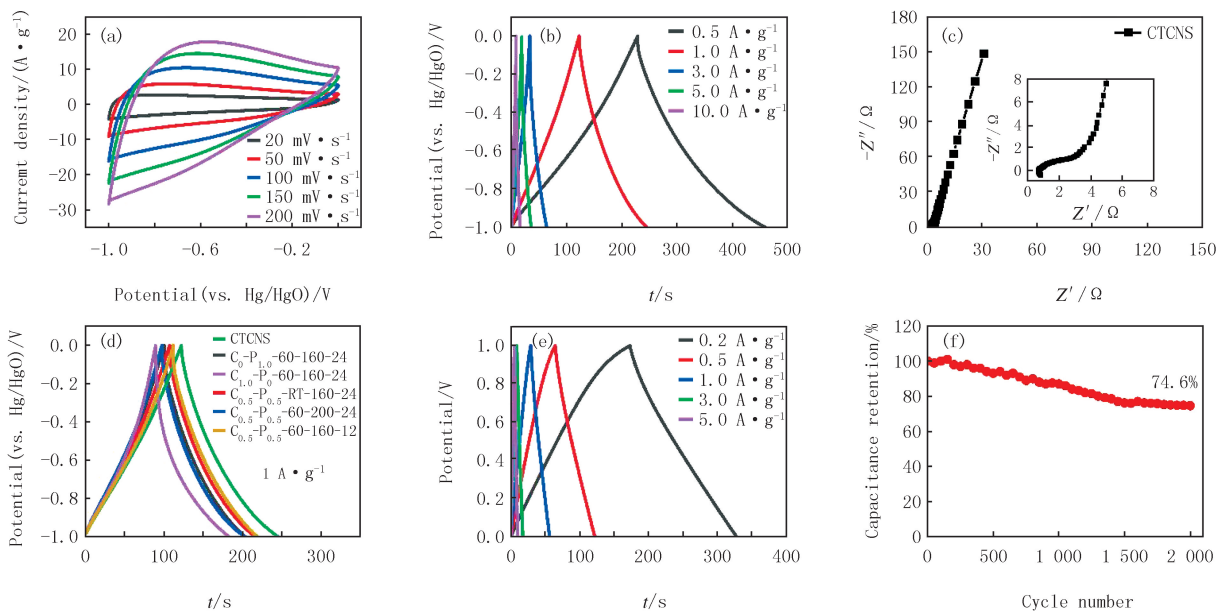 (a)
Curremt density/(A·g⁻¹)
20
10
0
-10
-20
-30
20 mV·s⁻¹
50 mV·s⁻¹
100 mV·s⁻¹
150 mV·s⁻¹
200 mV·s⁻¹
-1.0 -0.6 -0.2
Potential(vs. Hg/HgO)/V
(b)
Potential(vs. Hg/HgO)/V
0.0
-0.2
-0.4
-0.6
-0.8
-1.0
0.5 A·g⁻¹
1.0 A·g⁻¹
3.0 A·g⁻¹
5.0 A·g⁻¹
10.0 A·g⁻¹
0 100 200 300 400 500
t/s
(c)
-Z″/Ω
180
150
120
90
60
30
0
CTCNS
-Z″/Ω
8
6
4
2
0
0 2 4 6 8
Z′/Ω
0 30 60 90 120 150
Z′/Ω
(d)
Potential(vs. Hg/HgO)/V
0.0
-0.2
-0.4
-0.6
-0.8
-1.0
CTCNS
C₀-P₁.₀-60-160-24
C₁.₀-P₀-60-160-24
C₀.₅-P₀.₅-RT-160-24
C₀.₅-P₀.₅-60-200-24
C₀.₅-P₀.₅-60-160-12
1 A·g⁻¹
0 100 200 300
t/s
(e)
Potential/V
1.0
0.8
0.6
0.4
0.2
0.0
0.2 A·g⁻¹
0.5 A·g⁻¹
1.0 A·g⁻¹
3.0 A·g⁻¹
5.0 A·g⁻¹
0 100 200 300 400
t/s
(f)
Capacitance retention/%
120
100
80
60
40
20
0
74.6%
0 500 1 000 1 500 2 000
Cycle number